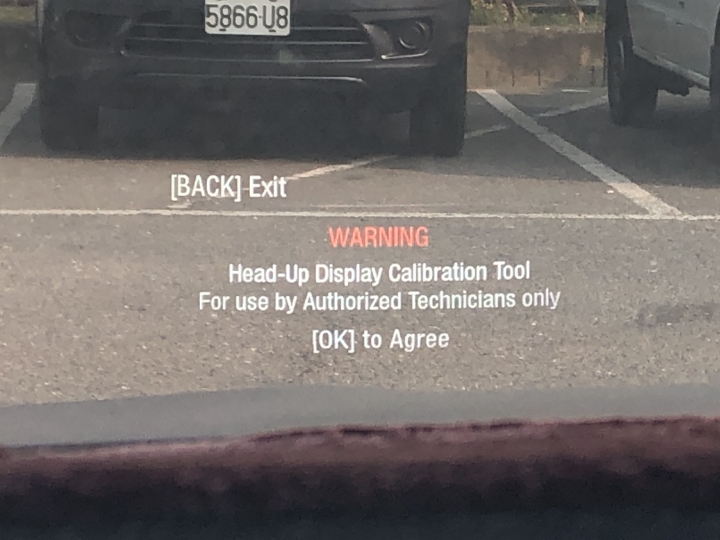 5866·U8
[BACK] Exit
WARNING
Head-Up Display Calibration Tool
For use by Authorized Technicians only
[OK] to Agree